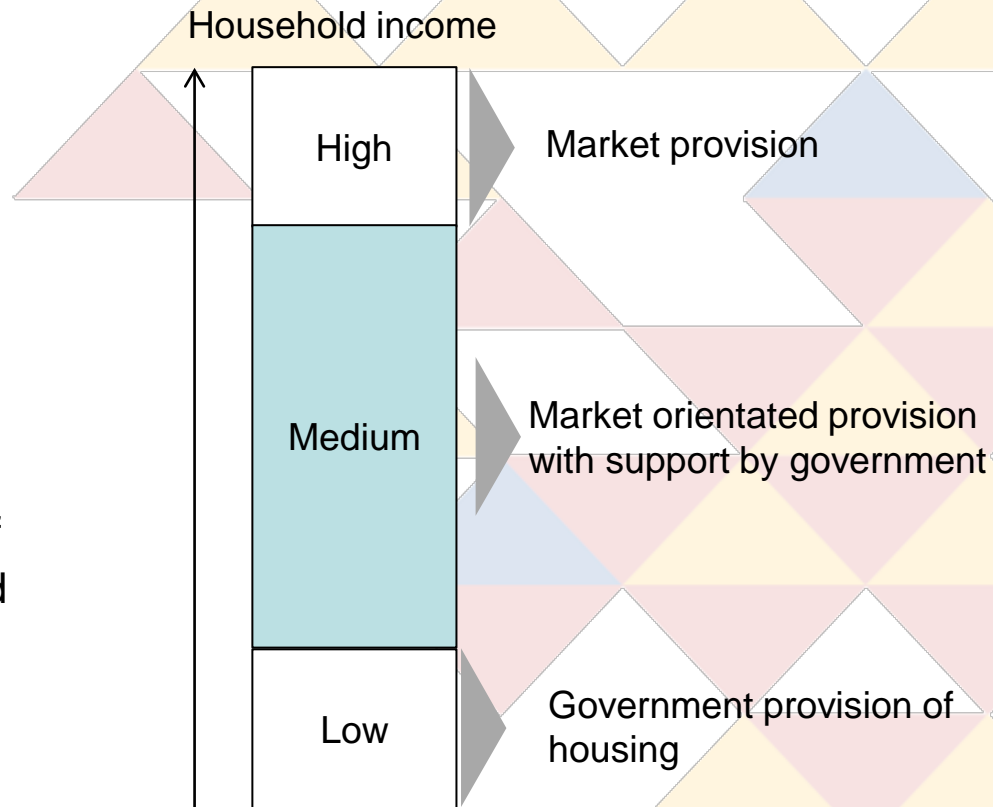 Household income
High
Market provision
Medium
Market orientated provision
with support by government
Low
Government provision of
housing